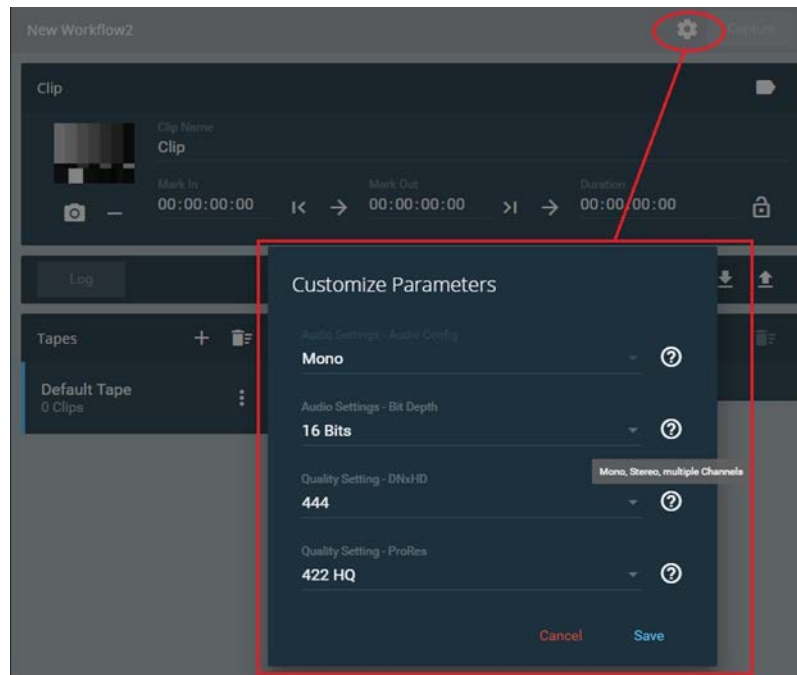 New Workflow2
Capture
Clip
Clip Name
Clip
Mark In
Mark Out
Duration
00:00:00:00
00:00:00:00
00:00:00:00
Log
Customize Parameters
Tapes
Audio Settings - Audio Config
Mono
Default Tape
0 Clips
Audio Settings - Bit Depth
16 Bits
Mono, Stereo, multiple Channels
Quality Setting - DNxHD
444
Quality Setting - ProRes
422 HQ
Cancel
Save